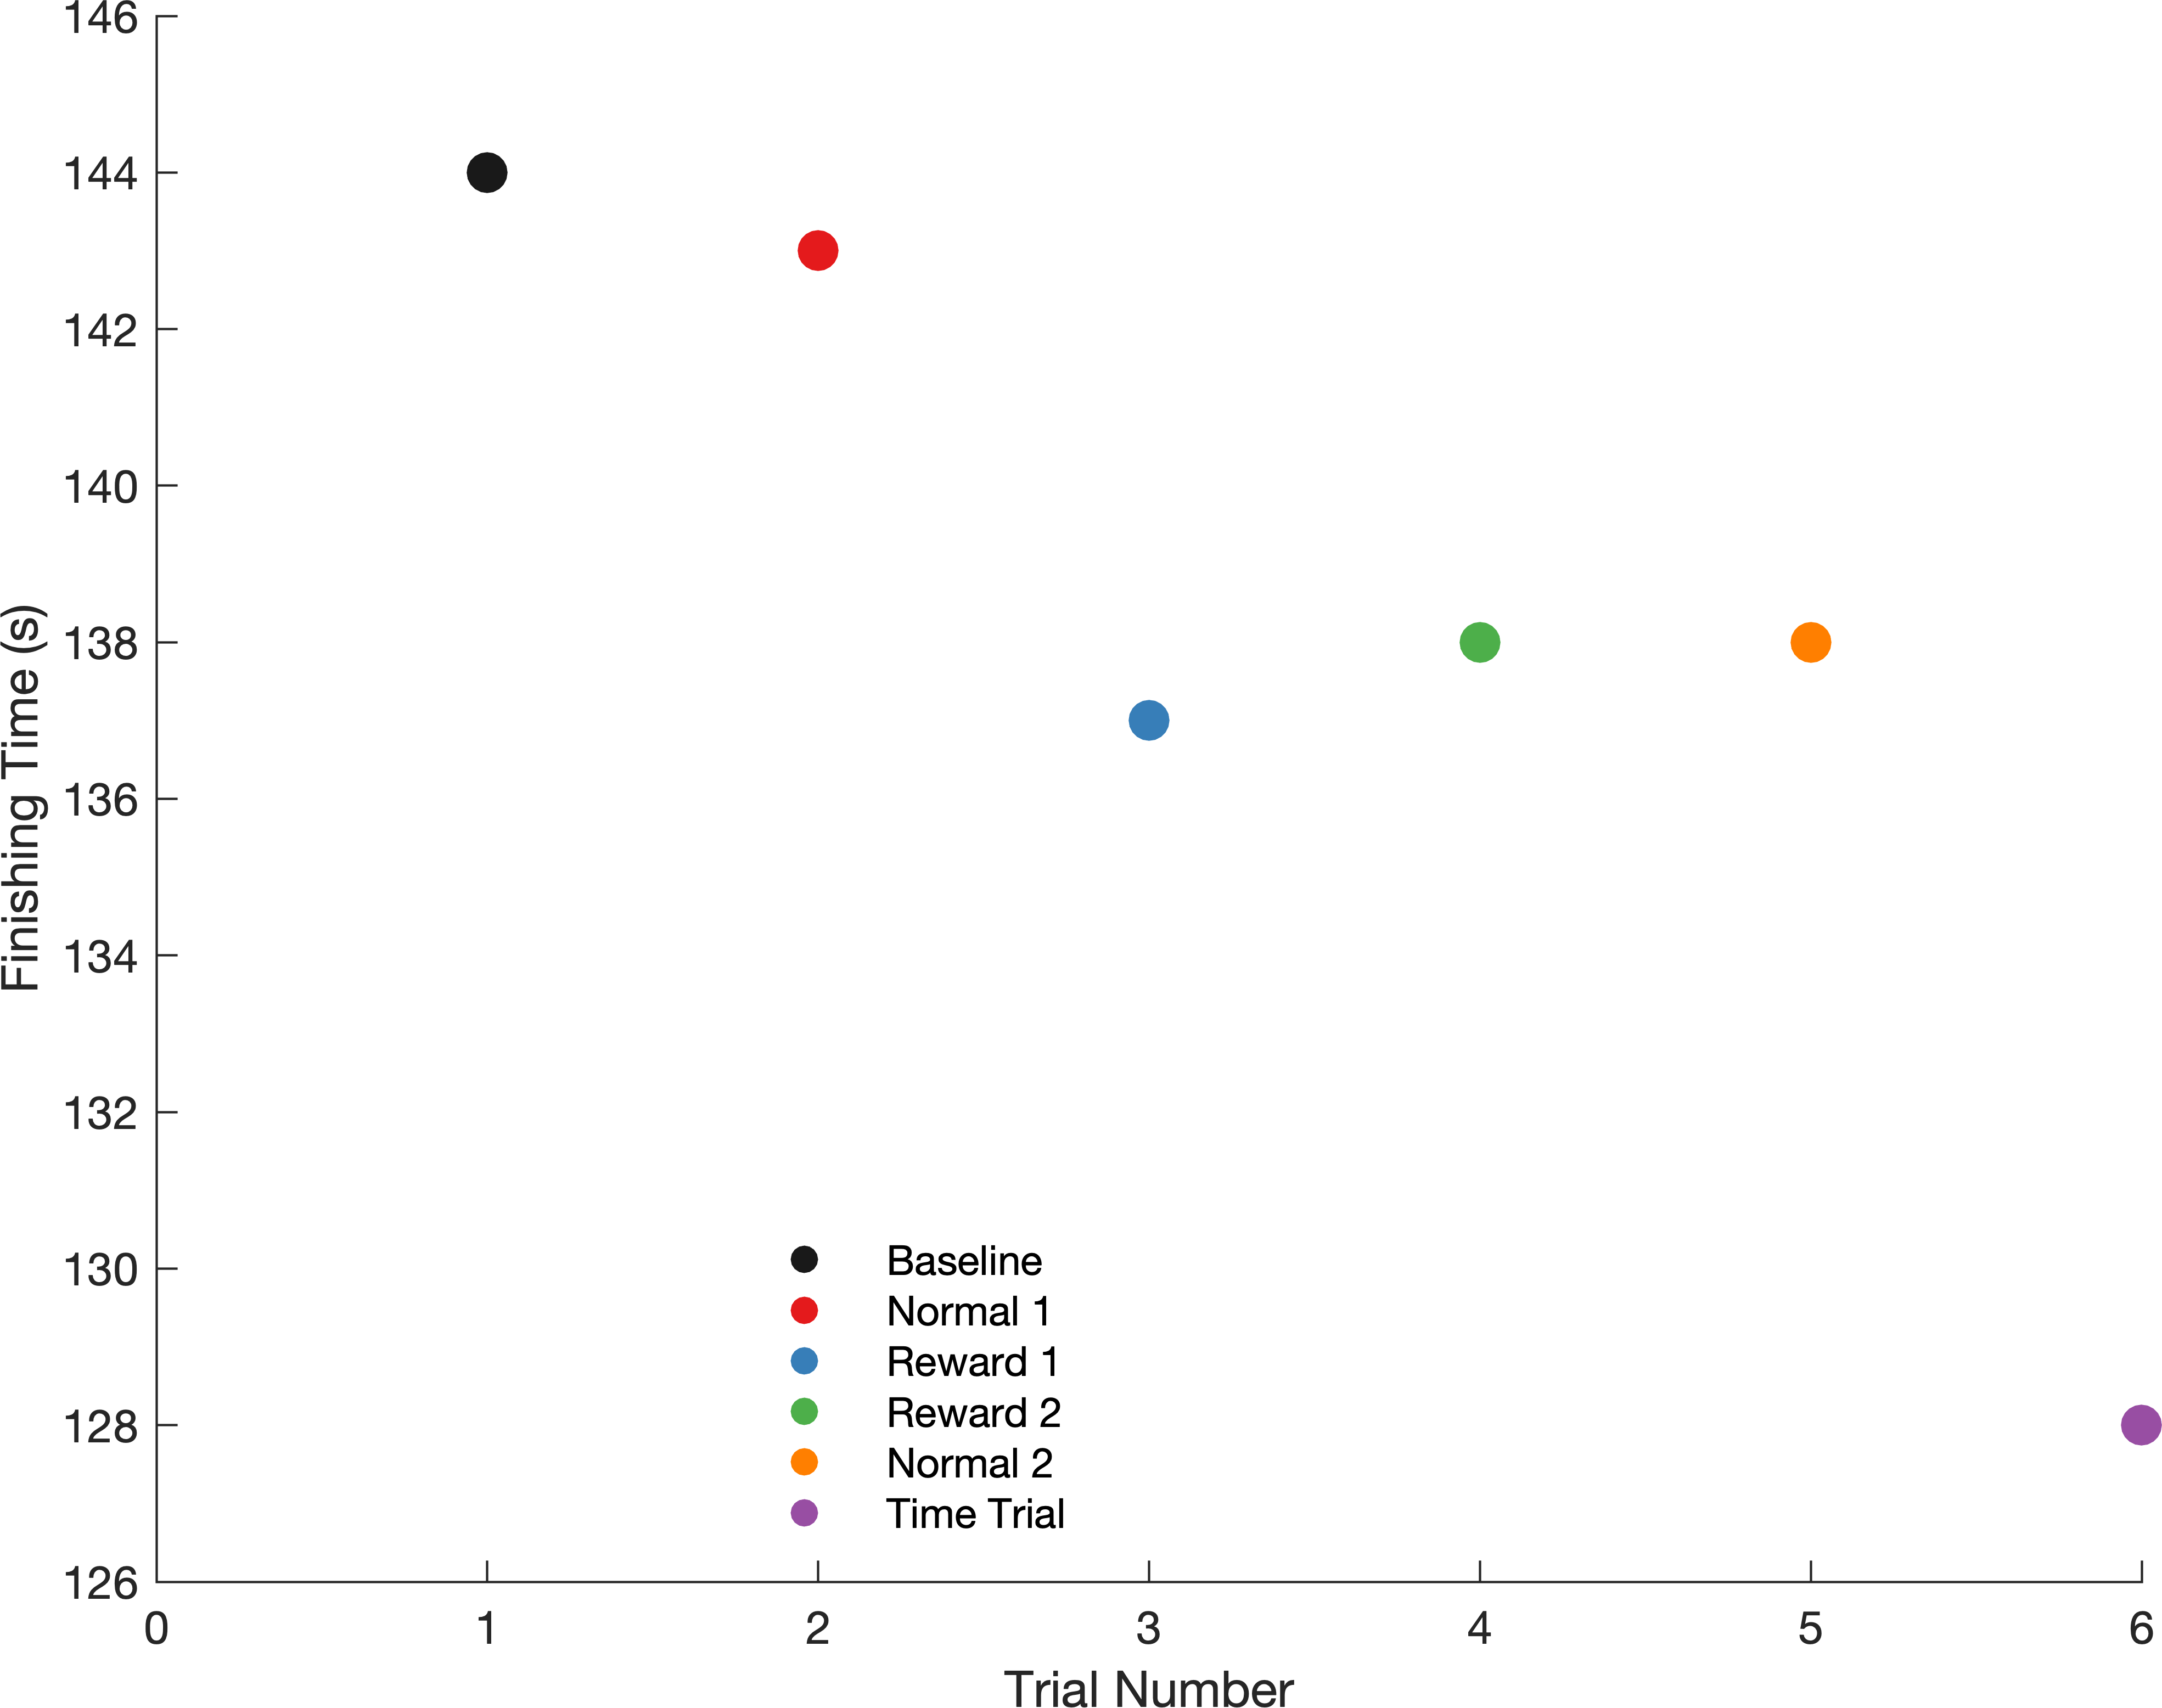 146
144
142
140
138
136
134
132
130
128
126
Finishing Time (s)
Baseline
Normal 1
Reward 1
Reward 2
Normal 2
Time Trial
0 1 2 3 4 5 6
Trial Number